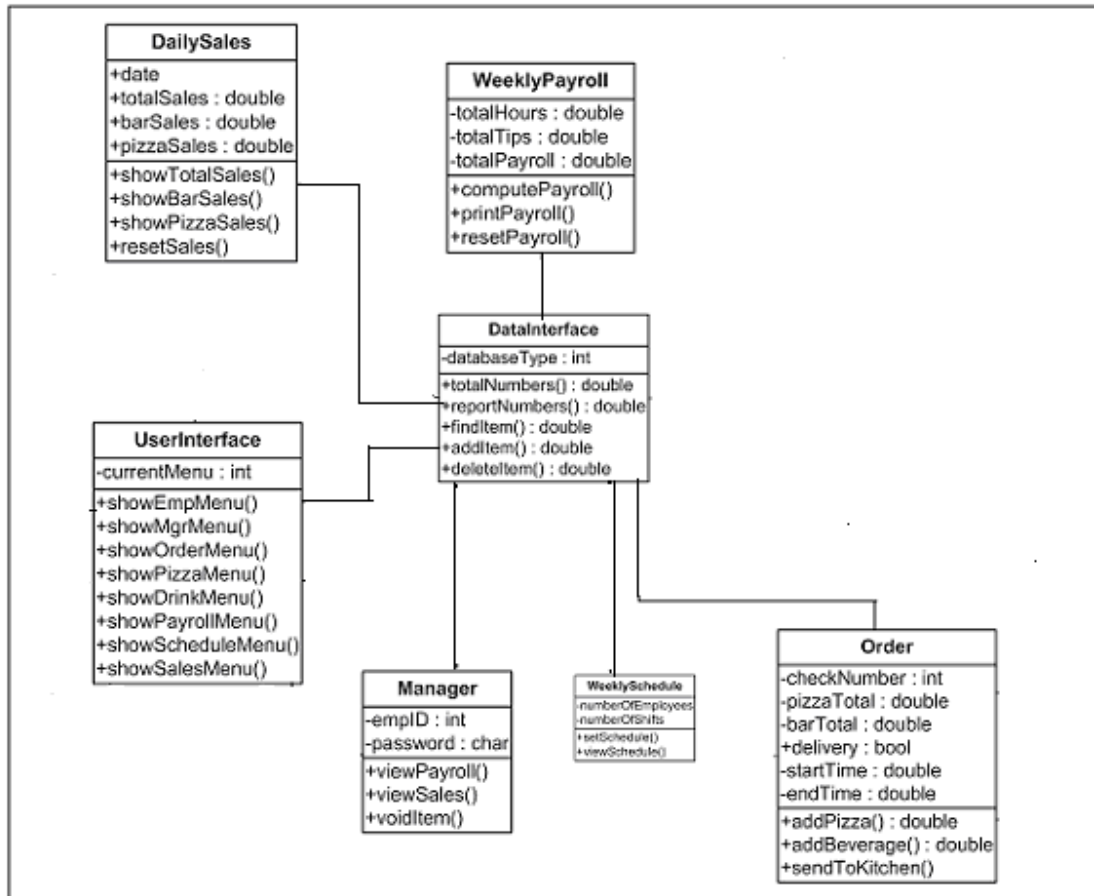 DailySales
+date
+totalSales : double
+barSales : double
+pizzaSales : double
+showTotalSales()
+showBarSales()
+showPizzaSales()
+resetSales()
WeeklyPayroll
-totalHours : double
-totalTips : double
-totalPayroll : double
+computePayroll()
+printPayroll()
+resetPayroll()
DataInterface
-databaseType : int
+totalNumbers() : double
+reportNumbers() : double
+findItem() : double
+addItem() : double
+deleteItem() : double
UserInterface
-currentMenu : int
+showEmpMenu()
+showMgrMenu()
+showOrderMenu()
+showPizzaMenu()
+showDrinkMenu()
+showPayrollMenu()
+showScheduleMenu()
+showSalesMenu()
Manager
-empID : int
-password : char
+viewPayroll()
+viewSales()
+voidItem()
WeeklySchedule
-numberOfEmployees
-numberOfShifts
+setSchedule()
+viewSchedule()
Order
-checkNumber : int
-pizzaTotal : double
-barTotal : double
+delivery : bool
-startTime : double
-endTime : double
+addPizza() : double
+addBeverage() : double
+sendToKitchen()